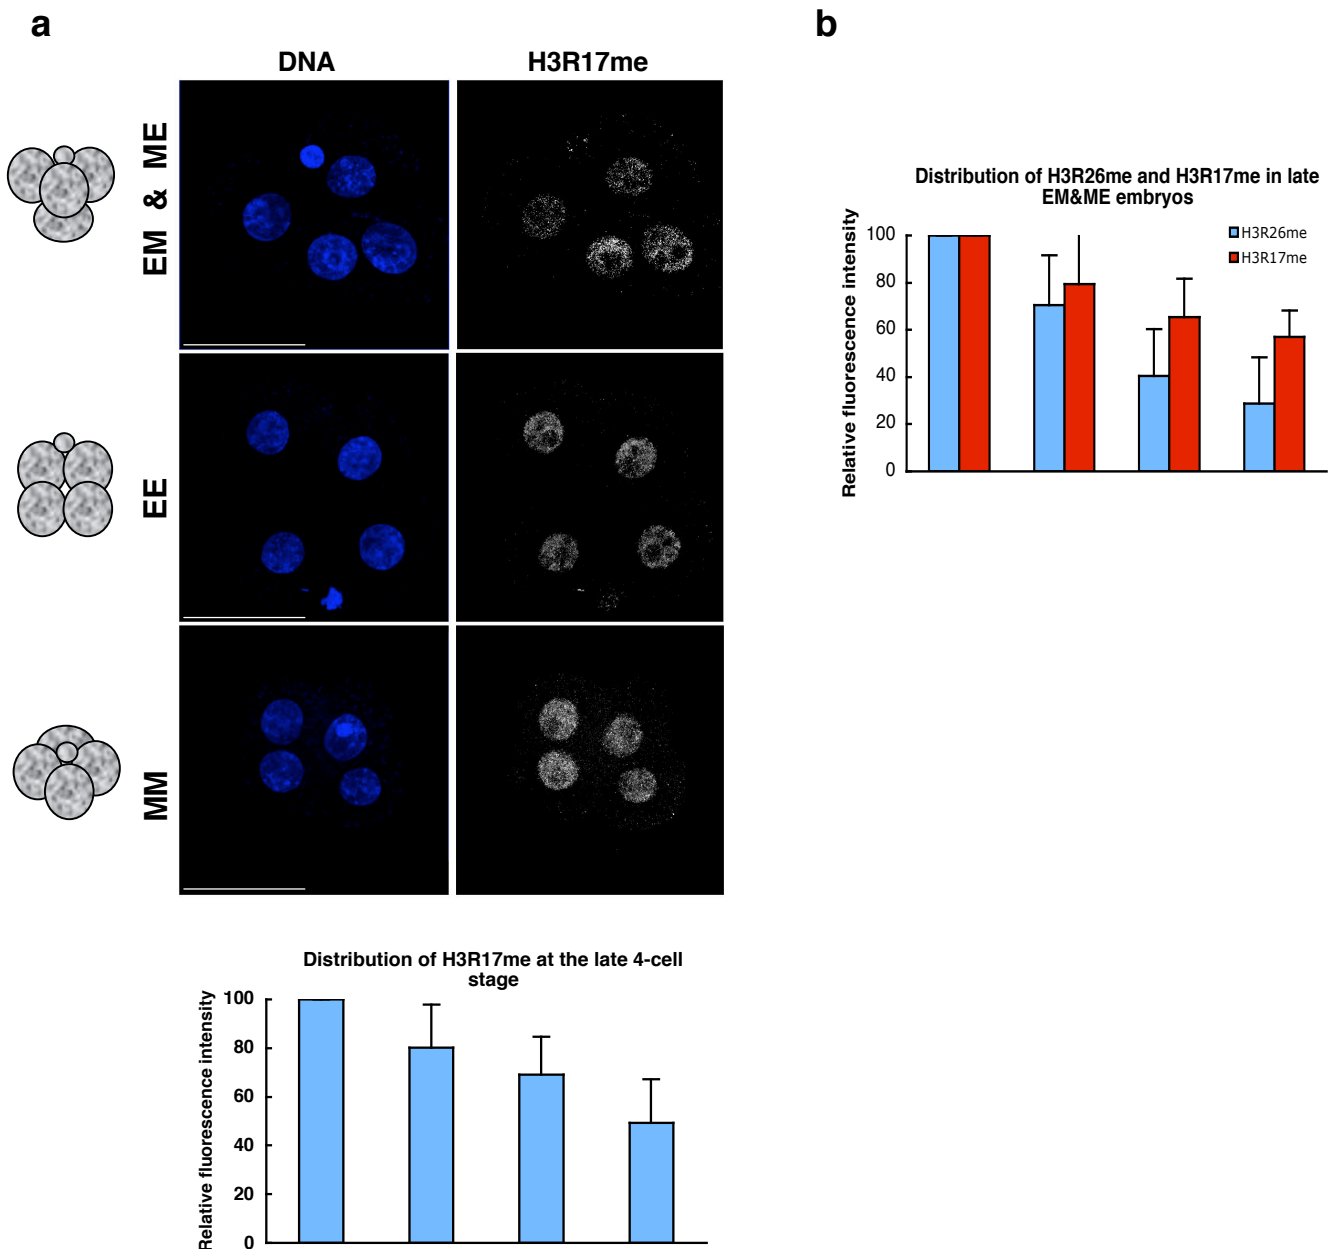 a
b
DNA
H3R17me
EM & ME
EE
MM
Distribution of H3R17me at the late 4-cell
stage
Relative fluorescence intensity
100
80
60
40
20
0
Distribution of H3R26me and H3R17me in late
EM&ME embryos
Relative fluorescence intensity
100
80
60
40
20
0
H3R26me
H3R17me